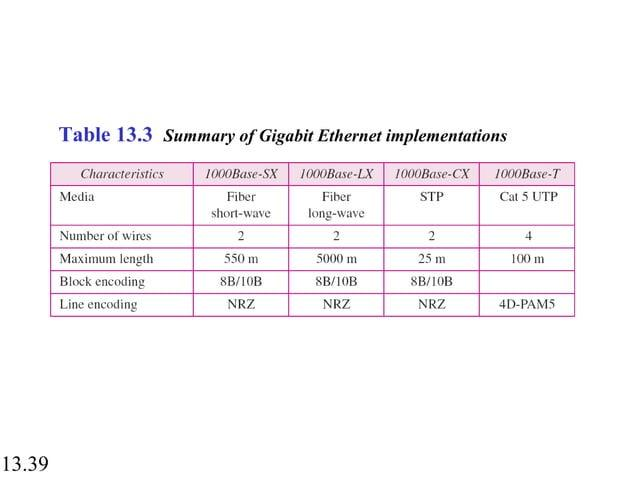 Table 13.3 Summary of Gigabit Ethernet implementations
Characteristics 1000Base-SX 1000Base-LX 1000Base-CX 1000Base-T
Media Fiber short-wave Fiber long-wave STP Cat 5 UTP
Number of wires 2 2 2 4
Maximum length 550 m 5000 m 25 m 100 m
Block encoding 8B/10B 8B/10B 8B/10B
Line encoding NRZ NRZ NRZ 4D-PAM5
13.39